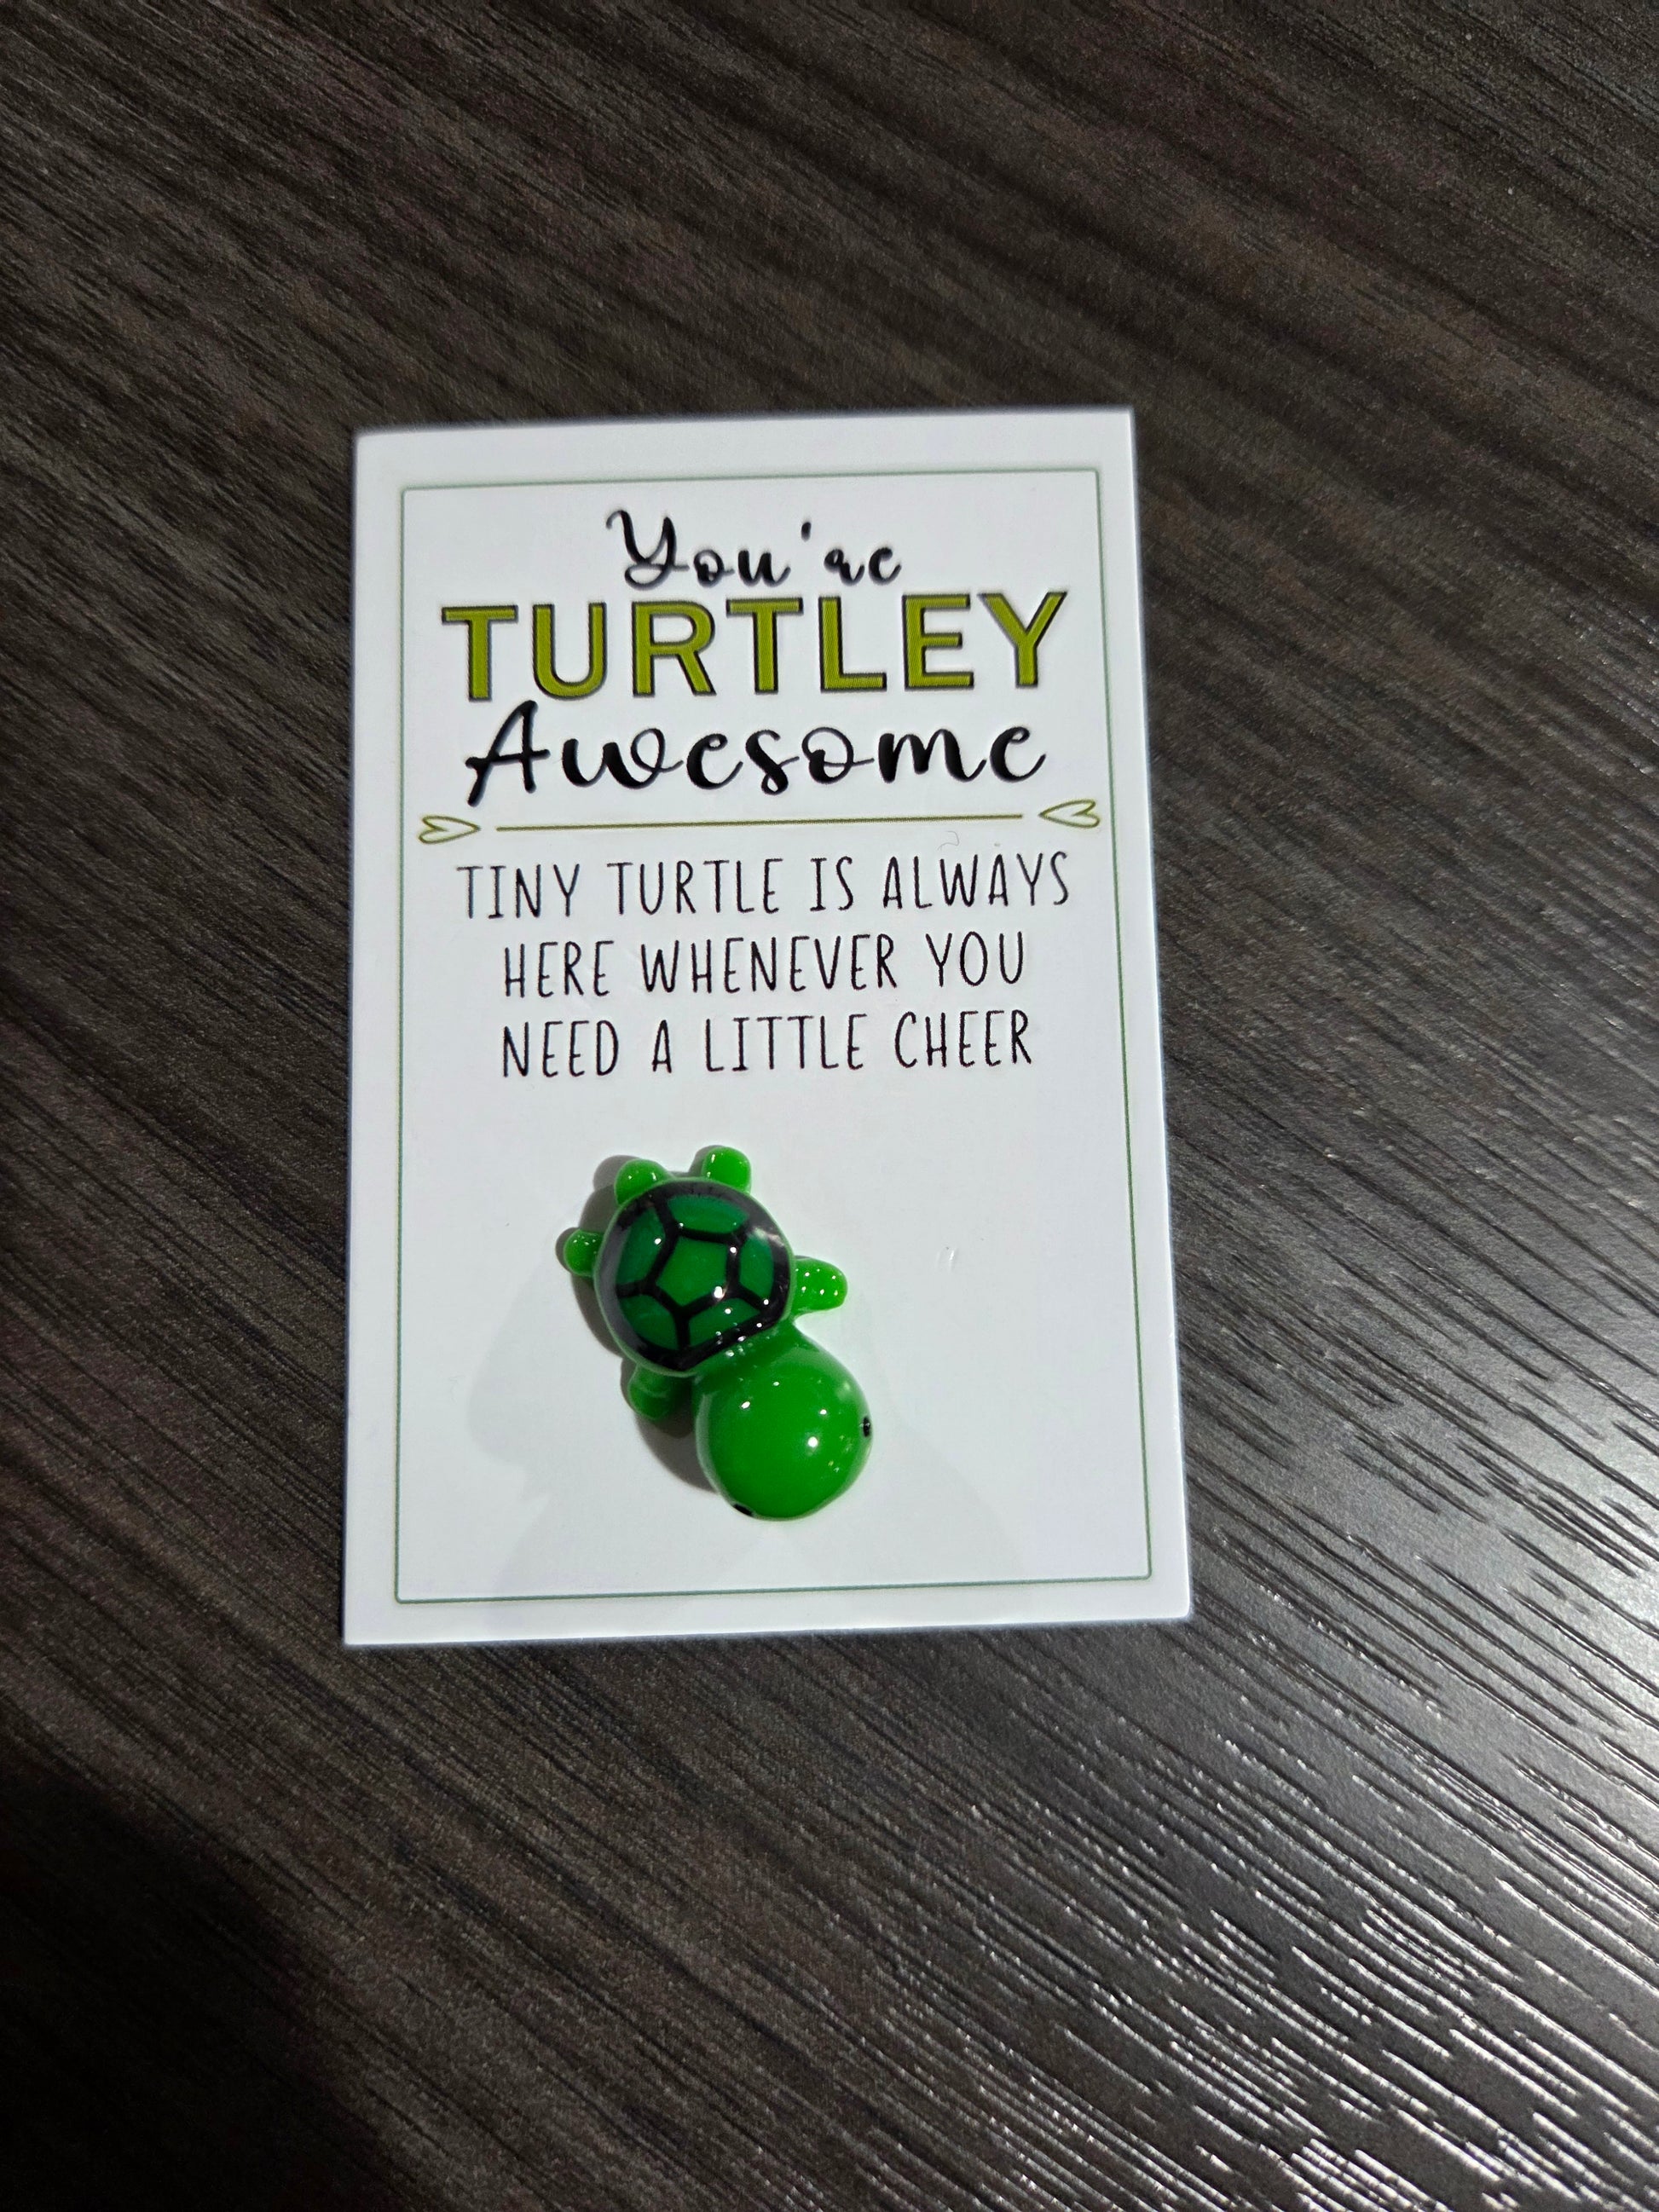 You're
TURTLEY
Awesome
TINY TURTLE IS ALWAYS
HERE WHENEVER YOU
NEED A LITTLE CHEER